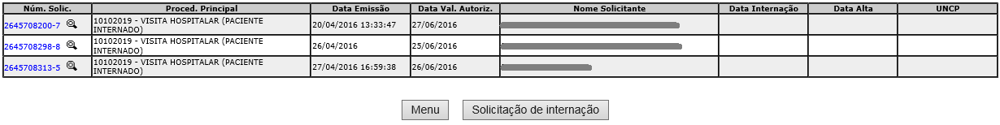 Núm. Solic. Proced. Principal Data Emissão Data Val. Autoriz. Nome Solicitante Data Internação Data Alta UNCP
2645708200-7 10102019 - VISITA HOSPITALAR (PACIENTE INTERNADO) 20/04/2016 13:33:47 27/06/2016
2645708298-8 10102019 - VISITA HOSPITALAR (PACIENTE INTERNADO) 26/04/2016 25/06/2016
2645708313-5 10102019 - VISITA HOSPITALAR (PACIENTE INTERNADO) 27/04/2016 16:59:38 26/06/2016
Menu Solicitação de internação